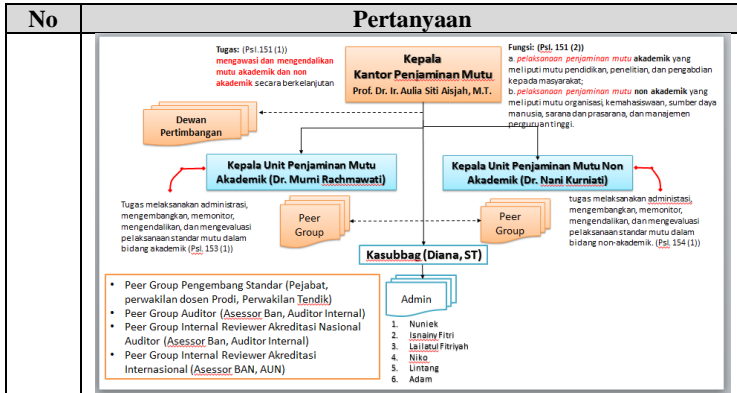 No
Pertanyaan
Tugas: (Psl.151 (1))
mengawasi dan mengendalikan
mutu akademik dan non
akademik secara berkelanjutan
Kepala
Kantor Penjaminan Mutu
Prof. Dr. Ir. Aulia Siti Aisjah, M.T.
Fungsi: (Psl. 151 (2))
a. pelaksanaan penjaminan mutu akademik yang
meliputi mutu pendidikan, penelitian, dan pengabdian
kepada masyarakat;
b. pelaksanaan penjaminan mutu non akademik yang
meliputi mutu organisasi, kemahasiswaan, sumber daya
manusia, sarana dan prasarana, dan manajemen
perguruan tinggi.
Dewan
Pertimbangan
Kepala Unit Penjaminan Mutu
Akademik (Dr. Murni Rachmawati)
Kepala Unit Penjaminan Mutu Non
Akademik (Dr. Nani Kurniati)
Tugas melaksanakan administrasi,
mengembangkan, memonitor,
mengendalikan, dan mengevaluasi
pelaksanaan standar mutu dalam
bidang akademik (Psl. 153 (1))
Peer
Group
Peer
Group
tugas melaksanakan administasi,
mengembangkan, memonitor,
mengendalikan, dan mengevaluasi
pelaksanaan standar mutu dalam
bidang non-akademik. (Psl. 154 (1))
Kasubbag (Diana, ST)
Admin
1. Nuniek
2. Isnainy Fitri
3. Lailatul Fitriyah
4. Niko
5. Lintang
6. Adam
• Peer Group Pengembang Standar (Pejabat,
perwakilan dosen Prodi, Perwakilan Tendik)
• Peer Group Auditor (Asessor Ban, Auditor Internal)
• Peer Group Internal Reviewer Akreditasi Nasional
Auditor (Asessor Ban, Auditor Internal)
• Peer Group Internal Reviewer Akreditasi
Internasional (Asessor BAN, AUN)